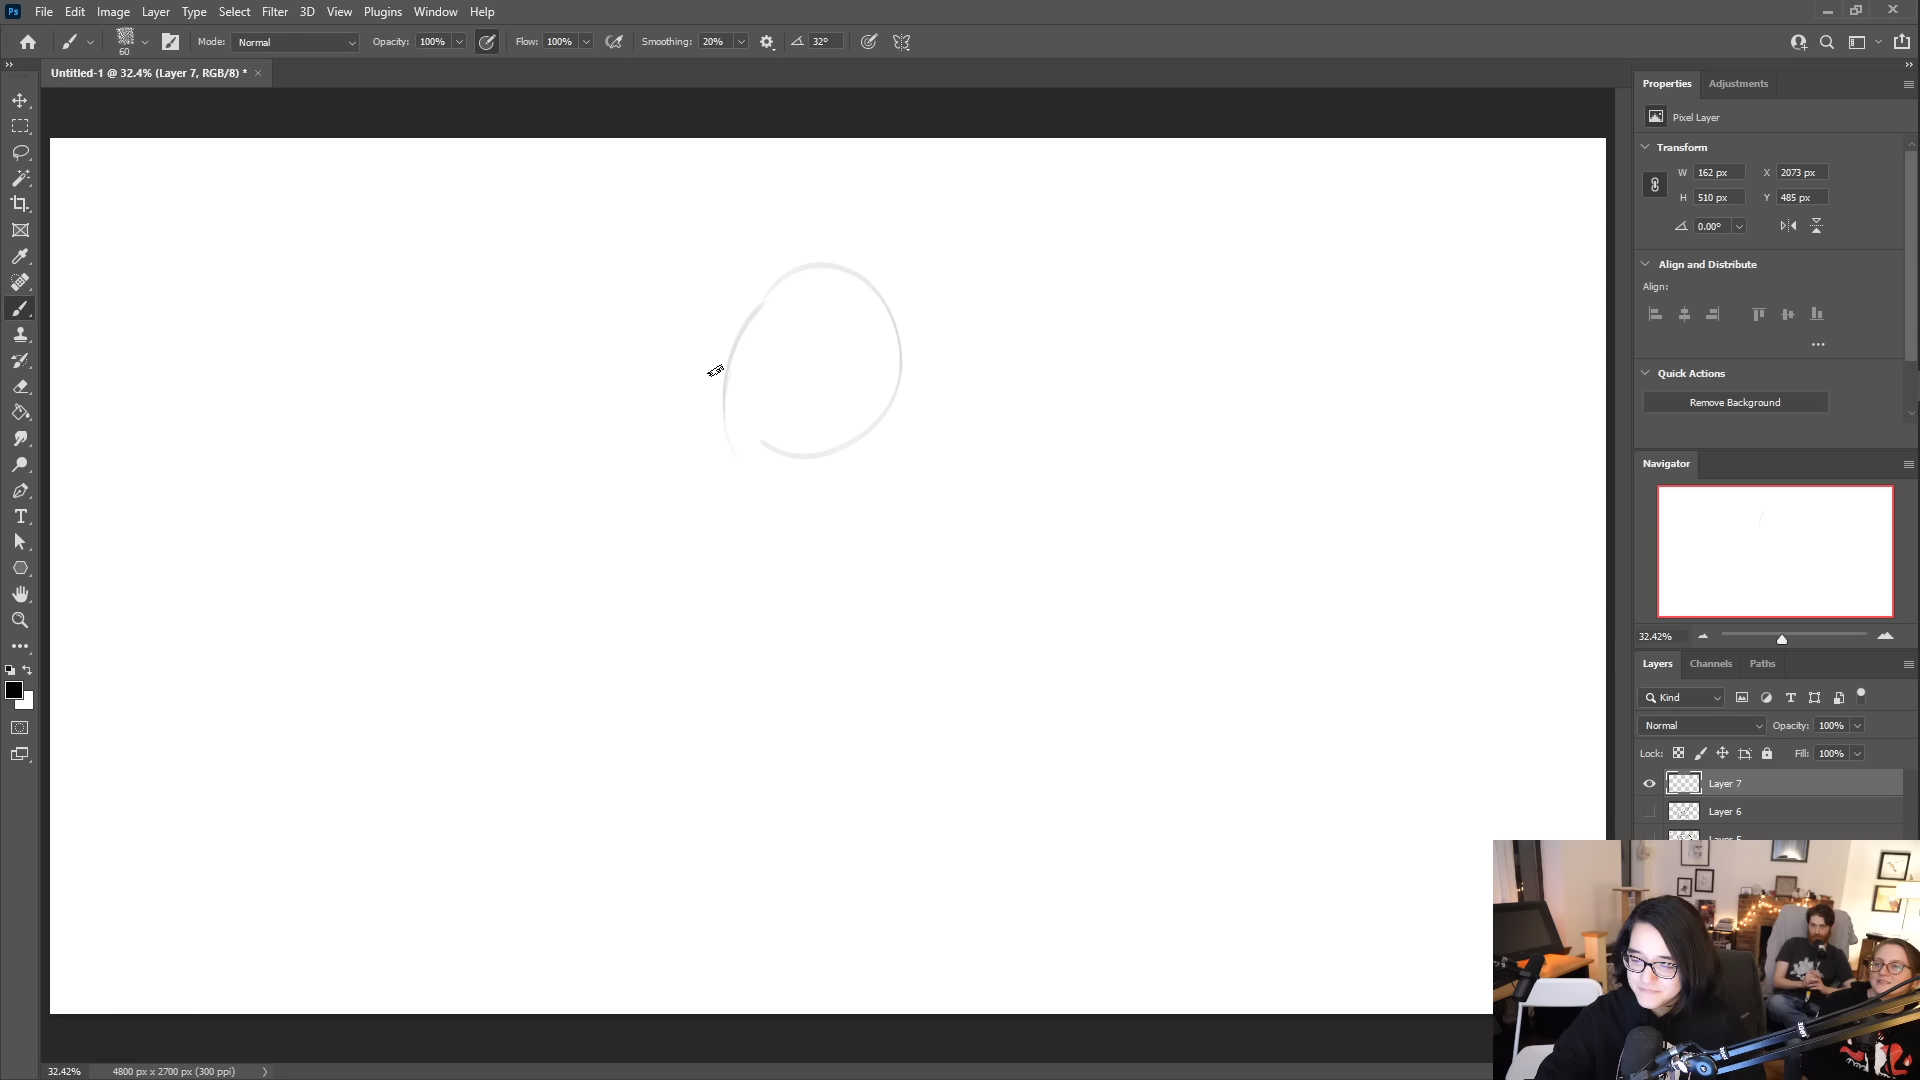 Ps File Edit Image Layer Type Select Filter 3D View Plugins Window Help
60 Mode: Normal Opacity: 100% Flow: 100% Smoothing: 20% 32°
Untitled-1 @ 32.4% (Layer 7, RGB/8) *
Properties Adjustments
Pixel Layer
Transform
W 162 px X 2073 px
H 510 px Y 485 px
0.00°
Align and Distribute
Align:
Quick Actions
Remove Background
Navigator
32.42%
Layers Channels Paths
Kind
Normal Opacity: 100%
Lock: Fill: 100%
Layer 7
Layer 6
Layer 5
32.42% 4800 px x 2700 px (300 ppi)